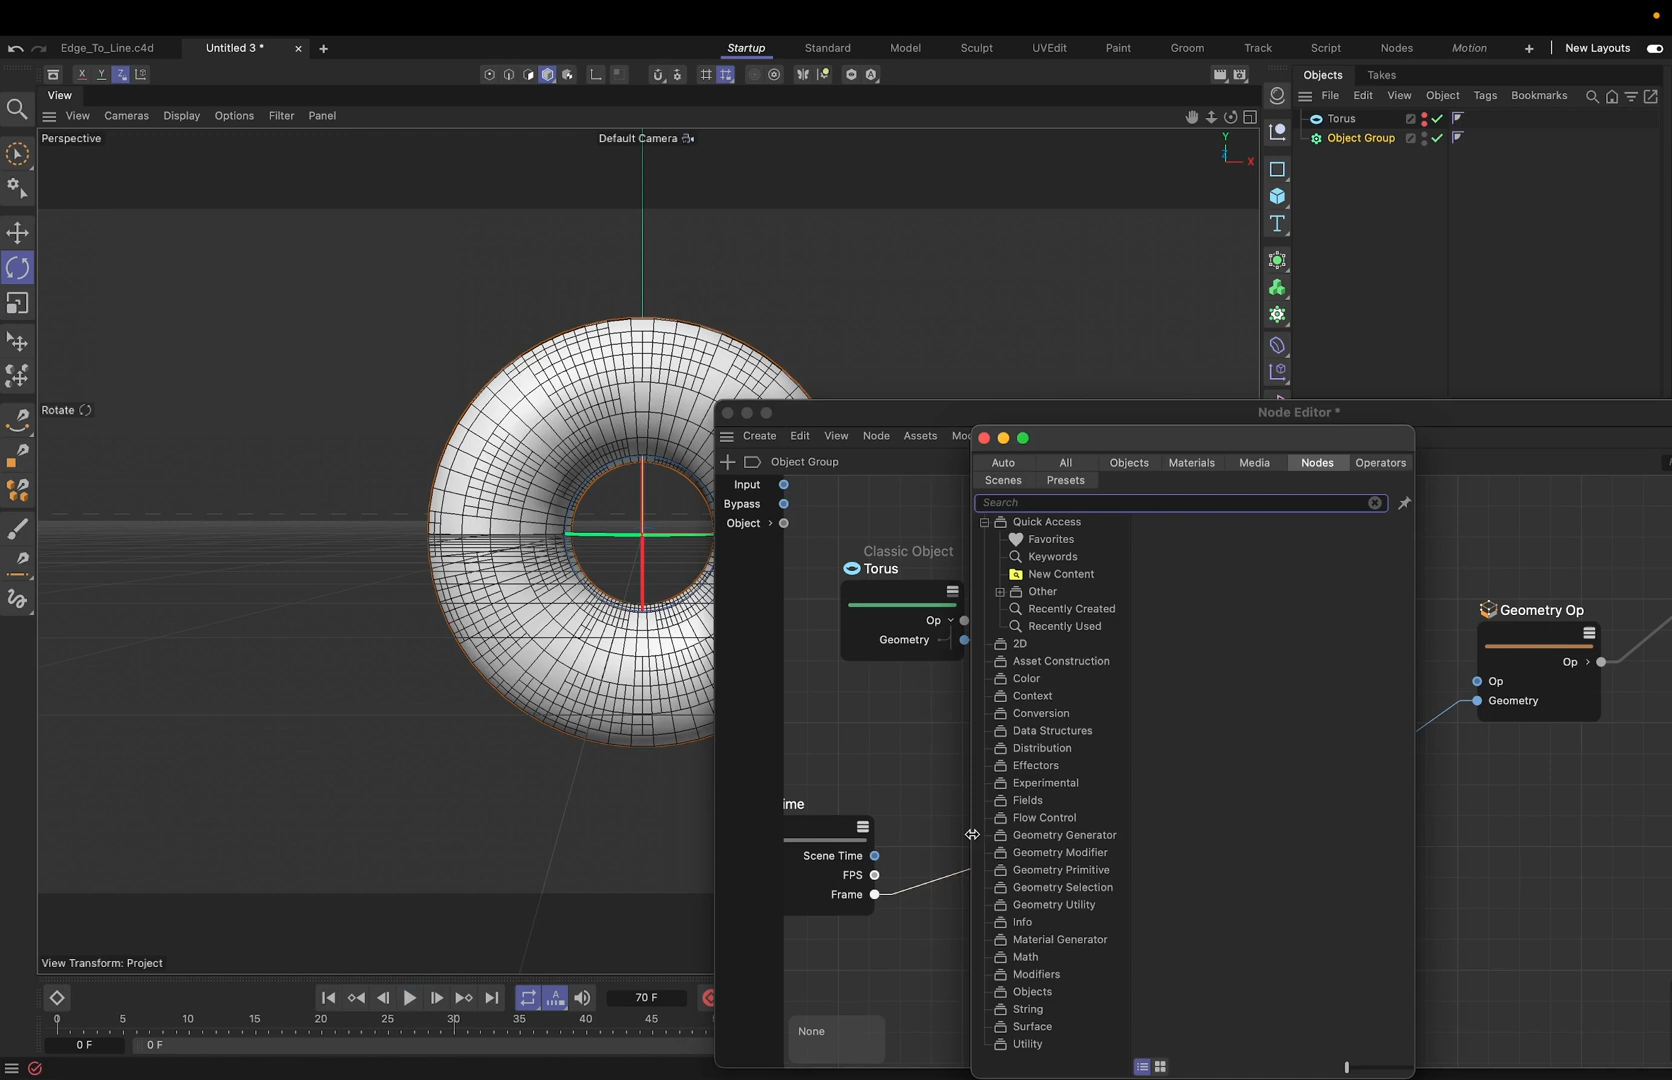 Edge_To_Line.c4d
Untitled 3 *
Startup
Standard
Model
Sculpt
UVEdit
Paint
Groom
Track
Script
Nodes
Motion
New Layouts
X
Y
Z
View
Objects
Takes
View
Cameras
Display
Options
Filter
Panel
File
Edit
View
Object
Tags
Bookmarks
Perspective
Default Camera
Y
Z
X
Torus
Object Group
Rotate
Node Editor *
Create
Edit
View
Node
Assets
Object Group
Input
Bypass
Object >
Classic Object
Torus
Op
Geometry
ime
Scene Time
FPS
Frame
None
Auto
All
Objects
Materials
Media
Nodes
Operators
Scenes
Presets
Search
Quick Access
Favorites
Keywords
New Content
Other
Recently Created
Recently Used
2D
Asset Construction
Color
Context
Conversion
Data Structures
Distribution
Effectors
Experimental
Fields
Flow Control
Geometry Generator
Geometry Modifier
Geometry Primitive
Geometry Selection
Geometry Utility
Info
Material Generator
Math
Modifiers
Objects
String
Surface
Utility
Geometry Op
Op >
Op
Geometry
View Transform: Project
70 F
0
5
10
15
20
25
30
35
40
45
0 F
0 F